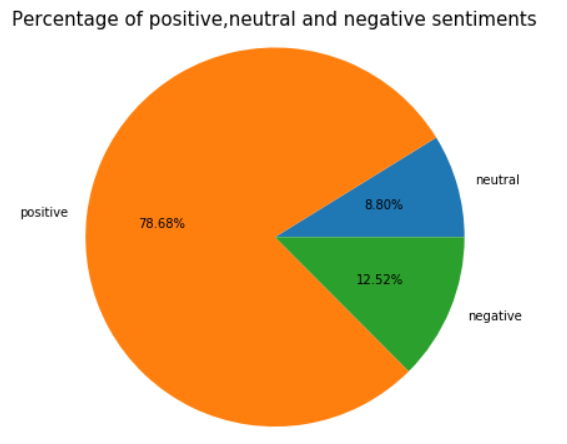 Percentage of positive,neutral and negative sentiments
neutral
8.80%
positive
78.68%
12.52%
negative